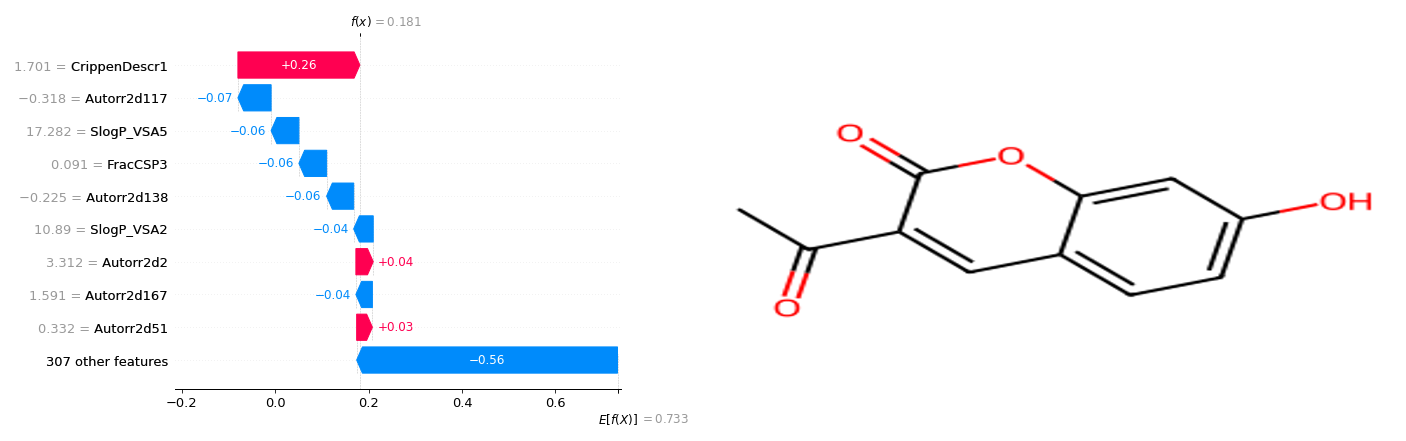 f(x) = 0.181
1.701 = CrippenDescr1
+0.26
−0.318 = Autorr2d117
−0.07
17.282 = SlogP_VSA5
−0.06
0.091 = FracCSP3
−0.06
−0.225 = Autorr2d138
−0.06
10.89 = SlogP_VSA2
−0.04
3.312 = Autorr2d2
+0.04
1.591 = Autorr2d167
−0.04
0.332 = Autorr2d51
+0.03
307 other features
−0.56
−0.2 0.0 0.2 0.4 0.6
E[f(X)] = 0.733
O
O
OH
O